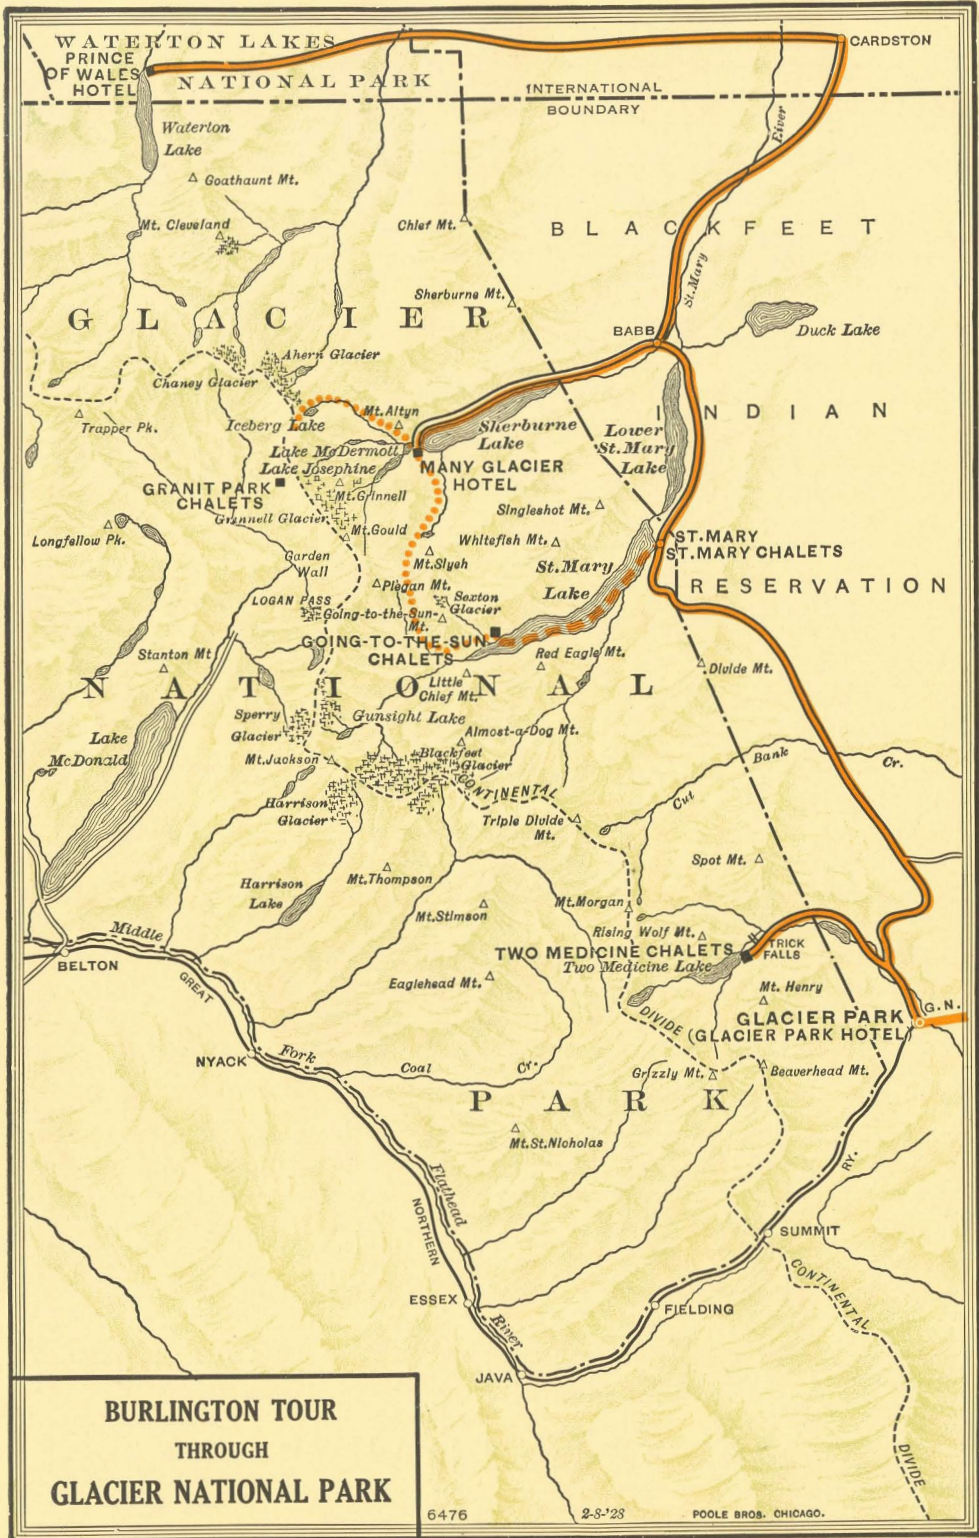 WATERTON LAKES
NATIONAL PARK
PRINCE
OF WALES
HOTEL
CARDSTON
INTERNATIONAL
BOUNDARY
Waterton
Lake
River
Goathaunt Mt.
Mt. Cleveland
Chief Mt.
BLACKFEET
St. Mary
Sherburne Mt.
GLACIER
BABB
Duck Lake
Ahern Glacier
Chaney Glacier
Trapper Pk.
Iceberg Lake
Mt. Altyn
Sherburne
Lake
INDIAN
Lower
St. Mary
Lake
Lake McDermott
Lake Josephine
MANY GLACIER
HOTEL
GRANIT PARK
CHALETS
Mt. Grinnell
Grinnell Glacier
Singleshot Mt.
Mt. Gould
Longfellow Pk.
Whitefish Mt.
ST. MARY
ST. MARY CHALETS
Garden
Wall
Mt. Slyeh
St. Mary
Lake
Piegan Mt.
RESERVATION
LOGAN PASS
Sexton
Glacier
Going-to-the-Sun-
Mt.
GOING-TO-THE-SUN
CHALETS
Stanton Mt
Red Eagle Mt.
Divide Mt.
NATIONAL
Little
Chief Mt.
Sperry
Glacier
Gunsight Lake
Lake
McDonald
Almost-a-Dog Mt.
Mt. Jackson
Blackfeet
Glacier
Bank
Cr.
CONTINENTAL
Cut
Harrison
Glacier
Triple Divide
Mt.
Spot Mt.
Harrison
Lake
Mt. Thompson
Mt. Morgan
Mt. Stimson
Rising Wolf Mt.
Middle
TWO MEDICINE CHALETS
TRICK
FALLS
BELTON
Two Medicine Lake
GREAT
Eaglehead Mt.
Mt. Henry
G. N.
GLACIER PARK
(GLACIER PARK HOTEL)
DIVIDE
NYACK
Fork
Coal
Cr.
Grizzly Mt.
Beaverhead Mt.
PARK
Mt. St. Nicholas
Flathead
RY.
NORTHERN
SUMMIT
CONTINENTAL
ESSEX
FIELDING
River
JAVA
DIVIDE
BURLINGTON TOUR
THROUGH
GLACIER NATIONAL PARK
6476
2-8-'28
POOLE BROS. CHICAGO.